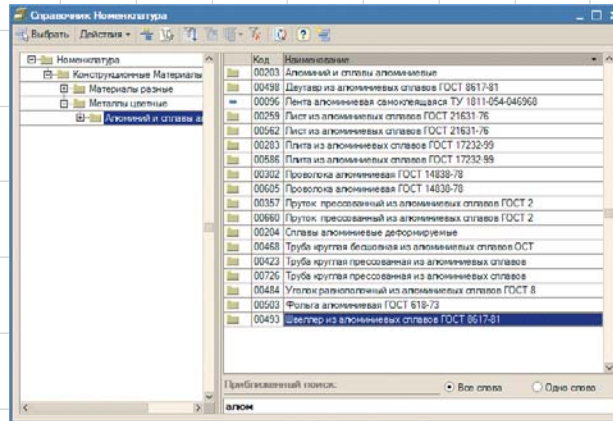 Справочник Номенклатура
Выбрать Действия
Номенклатура
Конструкционные Материалы
Материалы разные
Металлы цветные
Алюминий и сплавы а
Код Наименование
00203 Алюминий и сплавы алюминиевые
00498 Двутавр из алюминиевых сплавов ГОСТ 8617-81
00096 Лента алюминиевая самоклеящаяся ТУ 1811-054-046968
00259 Лист из алюминиевых сплавов ГОСТ 21631-76
00562 Лист из алюминиевых сплавов ГОСТ 21631-76
00283 Плита из алюминиевых сплавов ГОСТ 17232-99
00586 Плита из алюминиевых сплавов ГОСТ 17232-99
00302 Проволока алюминиевая ГОСТ 14838-78
00605 Проволока алюминиевая ГОСТ 14838-78
00357 Пруток прессованный из алюминиевых сплавов ГОСТ 2
00660 Пруток прессованный из алюминиевых сплавов ГОСТ 2
00204 Сплавы алюминиевые деформируемые
00468 Труба круглая бесшовная из алюминиевых сплавов ОСТ
00423 Труба круглая прессованная из алюминиевых сплавов
00726 Труба круглая прессованная из алюминиевых сплавов
00484 Уголок равнополочный из алюминиевых сплавов ГОСТ 8
00503 Фольга алюминиевая ГОСТ 618-73
00493 Швеллер из алюминиевых сплавов ГОСТ 8617-81
Приближенный поиск: Все слова Одно слово
алюм